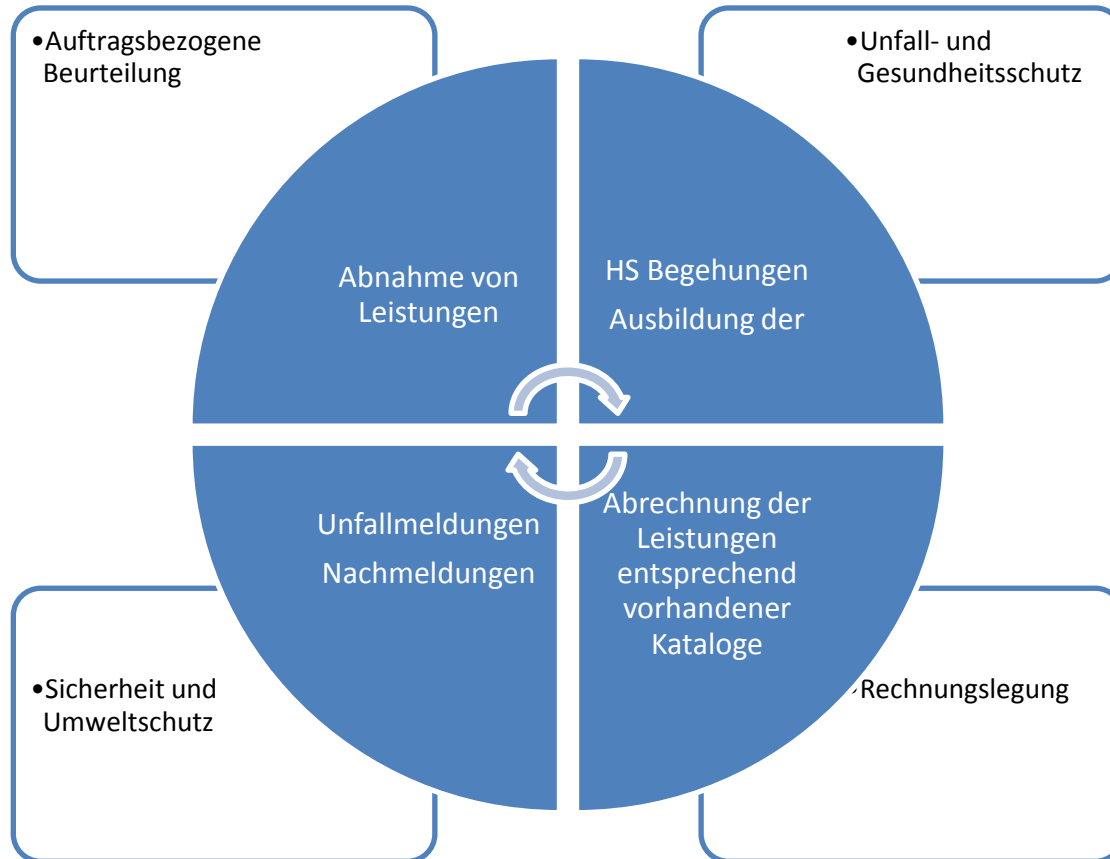 •Auftragsbezogene
Beurteilung
•Unfall- und
Gesundheitsschutz
Abnahme von
Leistungen
HS Begehungen
Ausbildung der
Unfallmeldungen
Nachmeldungen
Abrechnung der
Leistungen
entsprechend
vorhandener
Kataloge
•Sicherheit und
Umweltschutz
•Rechnungslegung